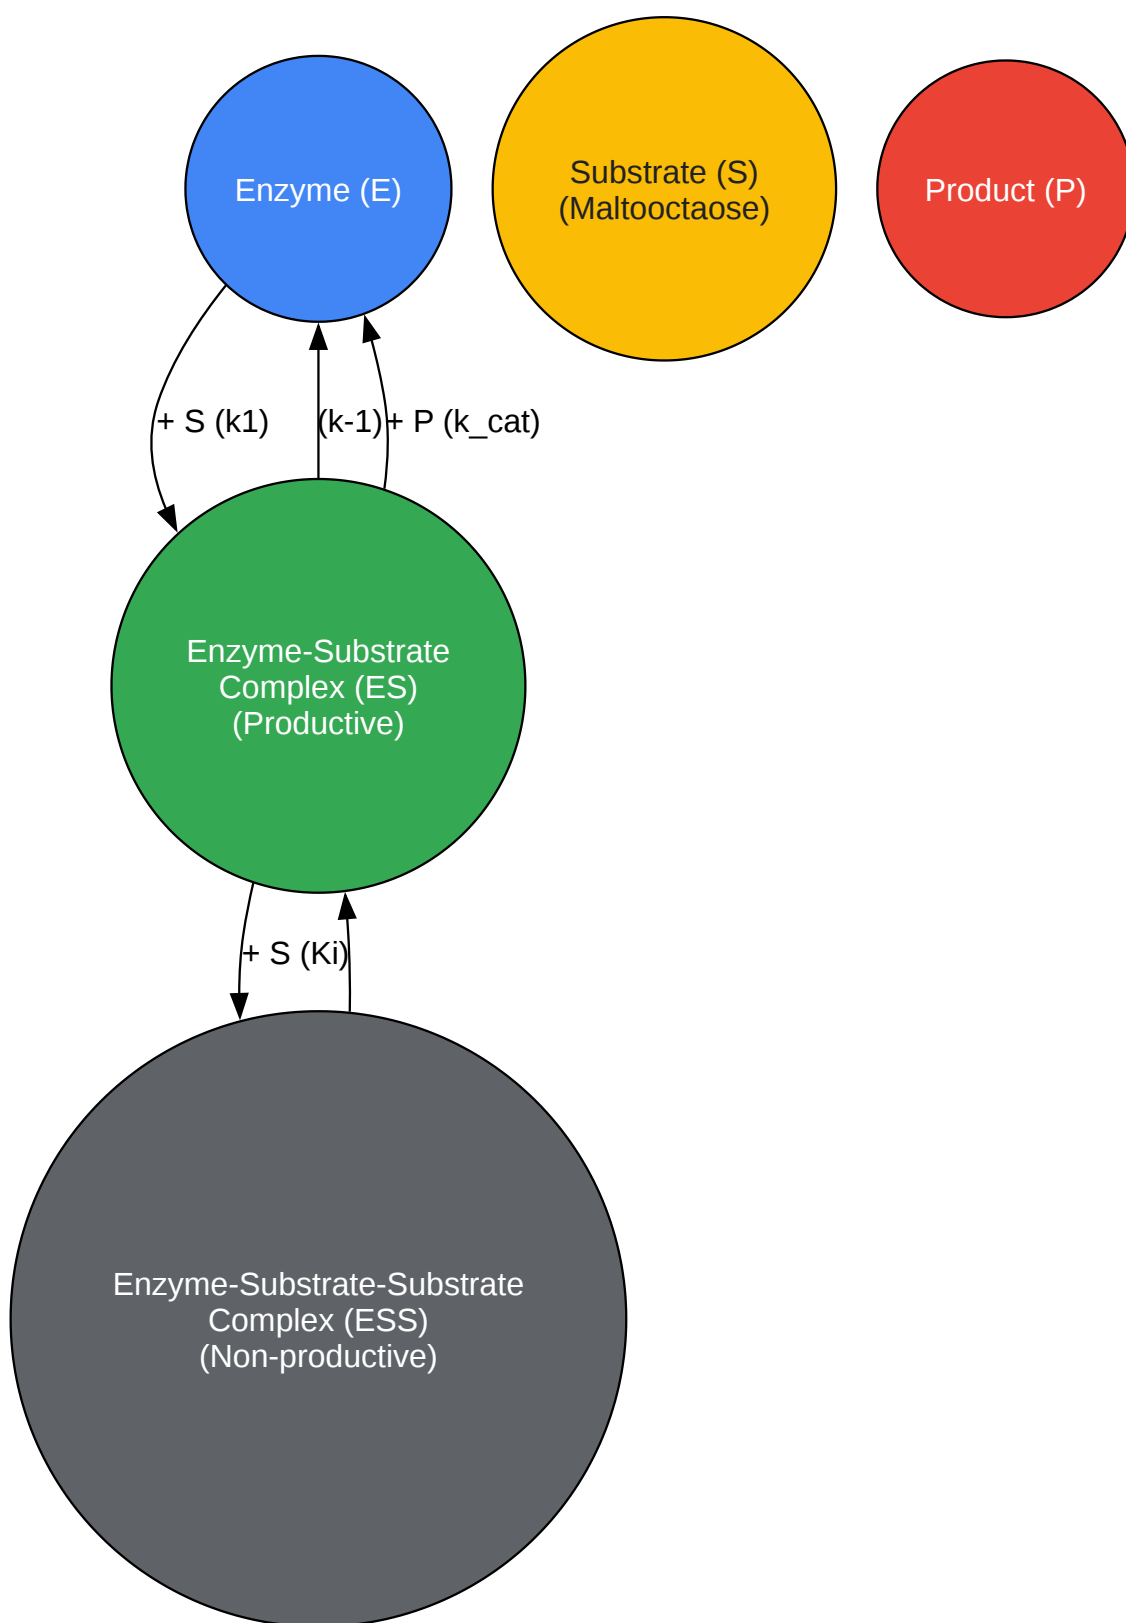 Enzyme (E)
Substrate (S)
(Maltooctaose)
Product (P)
+ S (k1)
(k-1)
+ P (k_cat)
Enzyme-Substrate
Complex (ES)
(Productive)
+ S (Ki)
Enzyme-Substrate-Substrate
Complex (ESS)
(Non-productive)